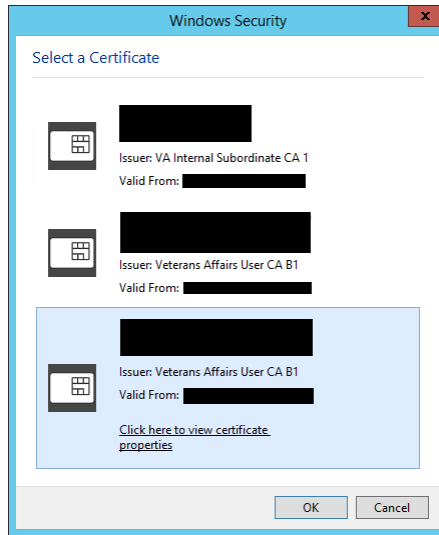 Windows Security
x
Select a Certificate
Issuer: VA Internal Subordinate CA 1
Valid From:
Issuer: Veterans Affairs User CA B1
Valid From:
Issuer: Veterans Affairs User CA B1
Valid From:
Click here to view certificate
properties
OK
Cancel